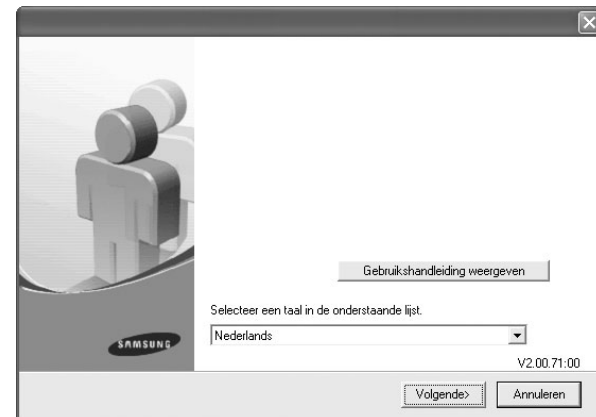 Gebruikshandleiding weergeven
Selecteer een taal in de onderstaande lijst.
Nederlands
SAMSUNG
V2.00.71:00
Volgende>
Annuleren